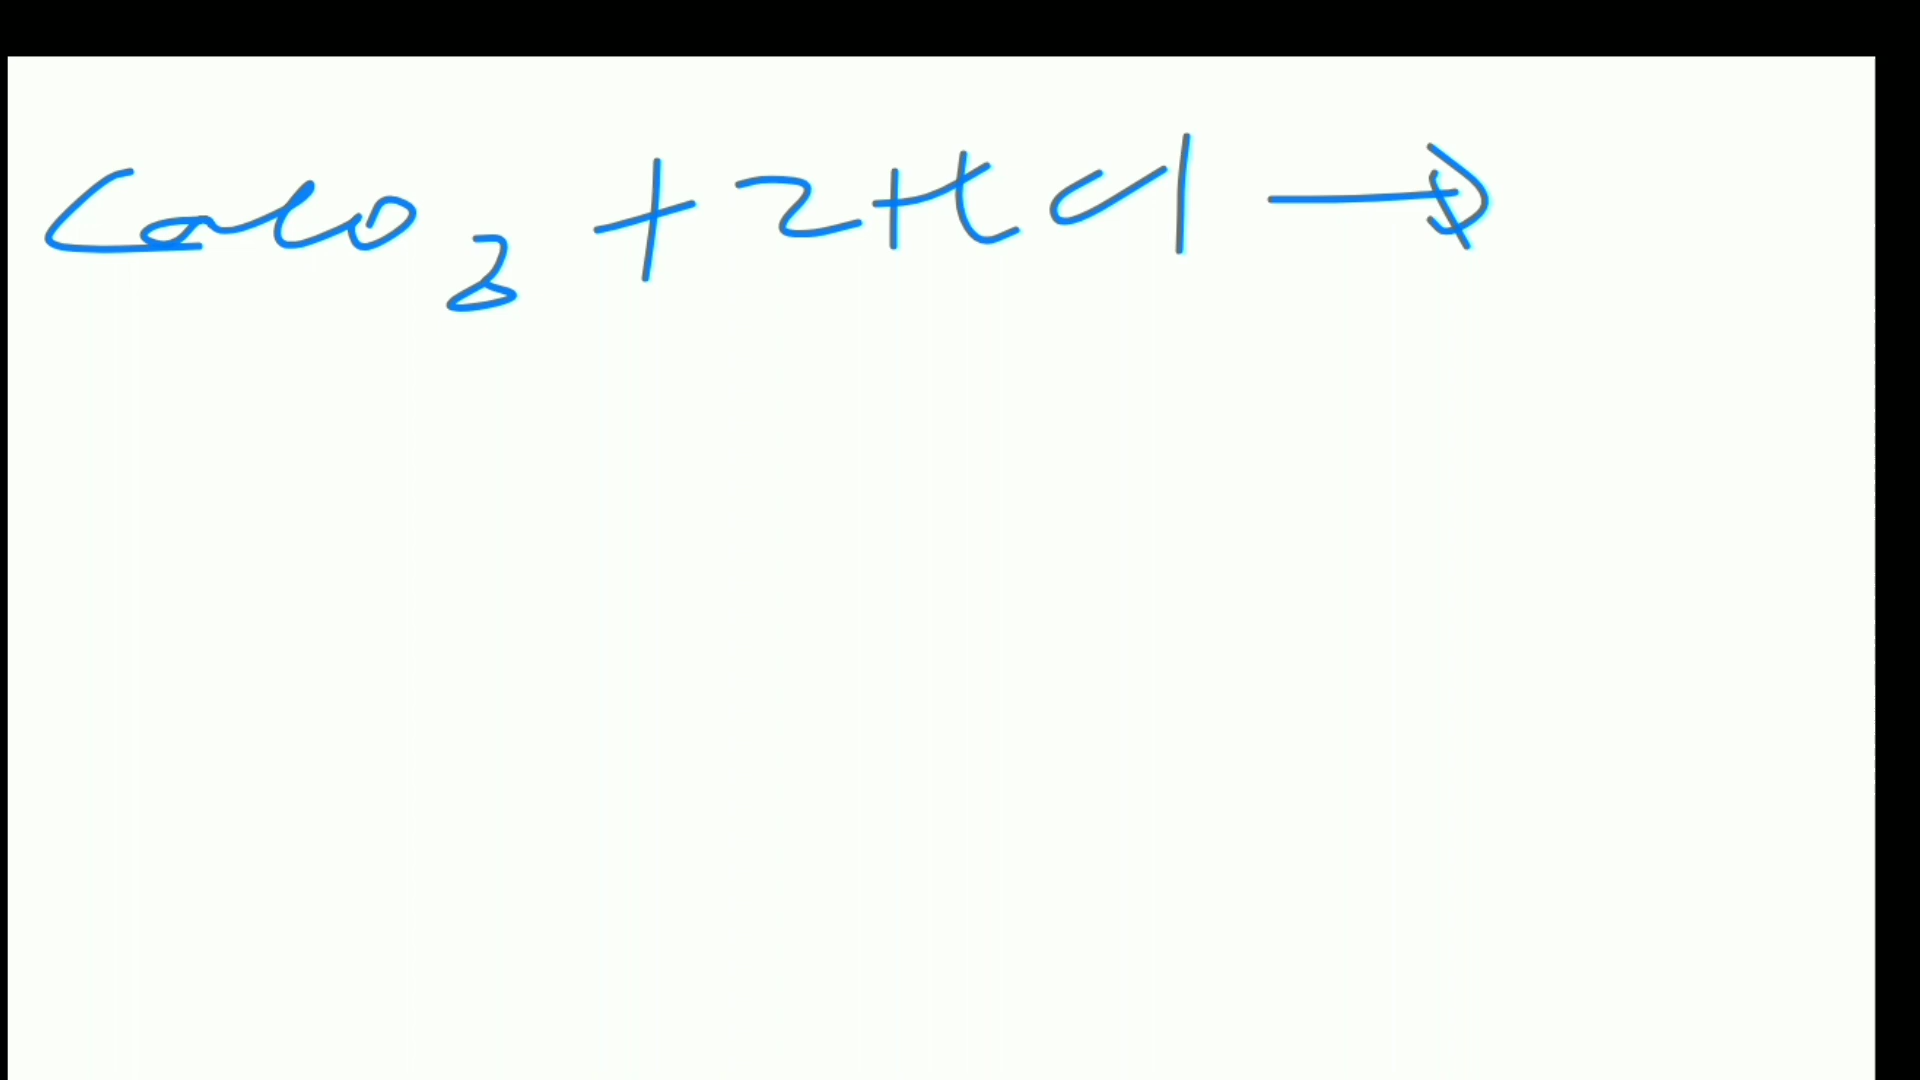 CaCO₃ + 2HCl →